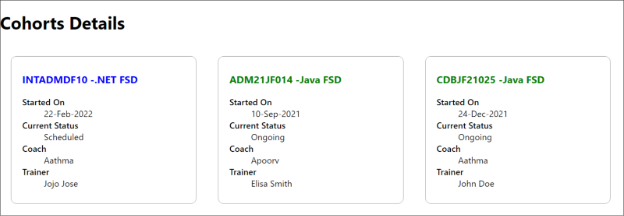 Cohorts Details
INTADMDF10 -.NET FSD
Started On
22-Feb-2022
Current Status
Scheduled
Coach
Aathma
Trainer
Jojo Jose
ADM21JF014 -Java FSD
Started On
10-Sep-2021
Current Status
Ongoing
Coach
Apoorv
Trainer
Elisa Smith
CDBJF21025 -Java FSD
Started On
24-Dec-2021
Current Status
Ongoing
Coach
Aathma
Trainer
John Doe